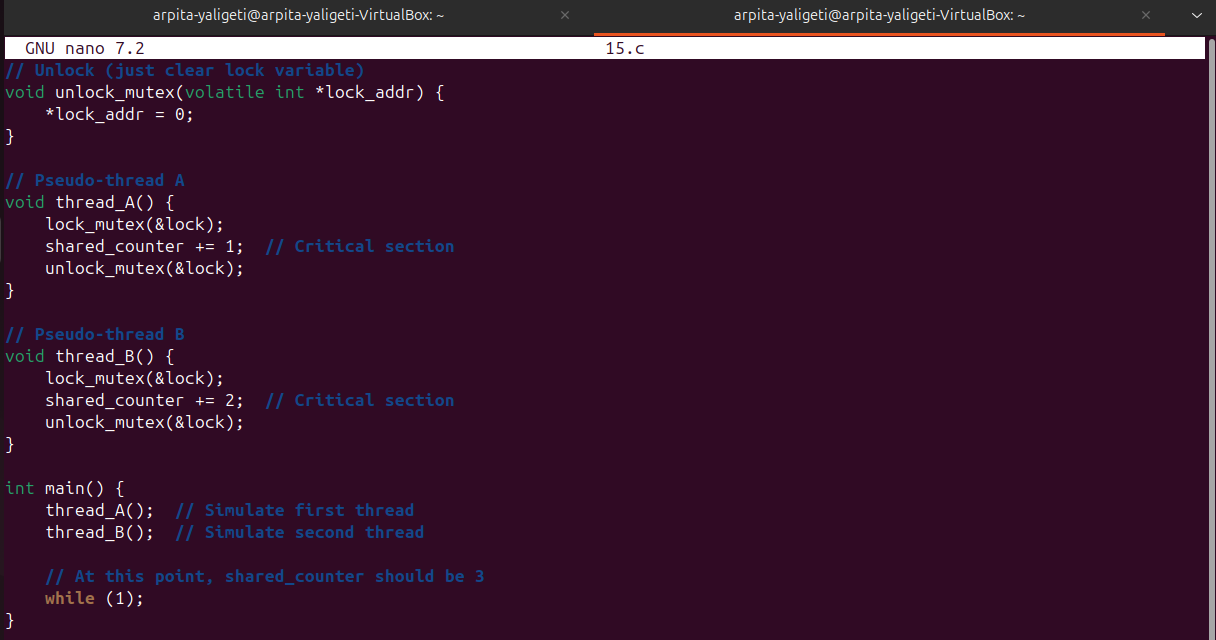 arpita-yaligeti@arpita-yaligeti-VirtualBox: ~ × arpita-yaligeti@arpita-yaligeti-VirtualBox: ~ ×
GNU nano 7.2 15.c
// Unlock (just clear lock variable)
void unlock_mutex(volatile int *lock_addr) {
    *lock_addr = 0;
}

// Pseudo-thread A
void thread_A() {
    lock_mutex(&lock);
    shared_counter += 1;  // Critical section
    unlock_mutex(&lock);
}

// Pseudo-thread B
void thread_B() {
    lock_mutex(&lock);
    shared_counter += 2;  // Critical section
    unlock_mutex(&lock);
}

int main() {
    thread_A();  // Simulate first thread
    thread_B();  // Simulate second thread

    // At this point, shared_counter should be 3
    while (1);
}